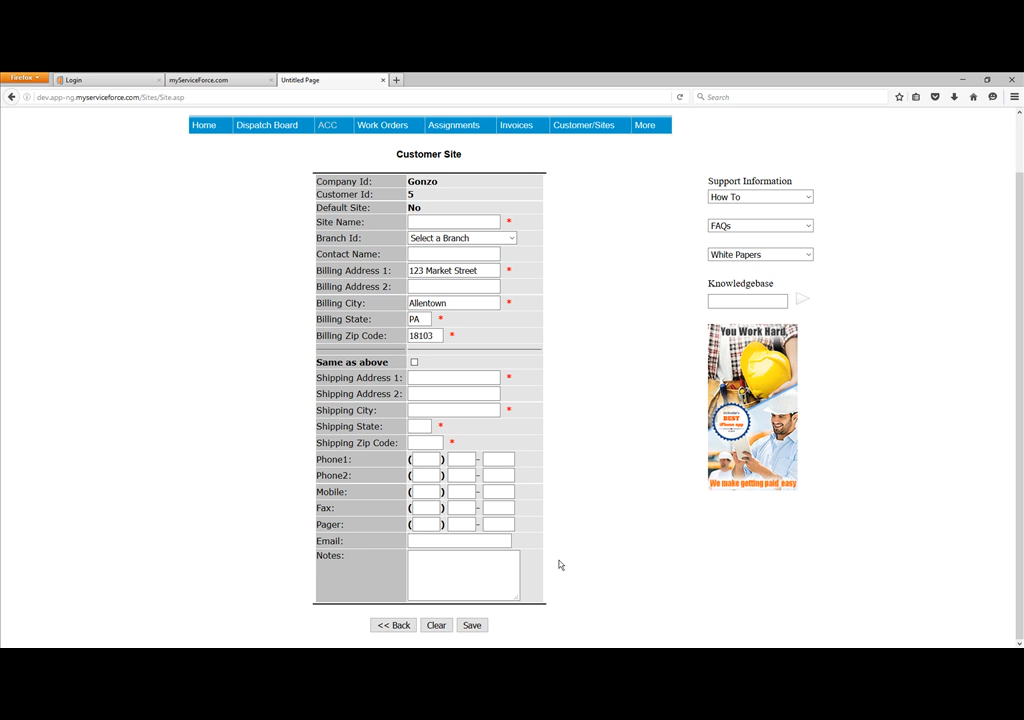 Firefox
Login
myServiceForce.com
Untitled Page
dev.app-ng.myserviceforce.com/Sites/Site.asp
Search
Home
Dispatch Board
ACC
Work Orders
Assignments
Invoices
Customer/Sites
More
Customer Site
Company Id: Gonzo
Customer Id: 5
Default Site: No
Site Name: *
Branch Id: Select a Branch
Contact Name:
Billing Address 1: 123 Market Street *
Billing Address 2:
Billing City: Allentown *
Billing State: PA *
Billing Zip Code: 18103 *
Same as above
Shipping Address 1: *
Shipping Address 2:
Shipping City: *
Shipping State: *
Shipping Zip Code: *
Phone1: ( ) -
Phone2: ( ) -
Mobile: ( ) -
Fax: ( ) -
Pager: ( ) -
Email:
Notes:
<< Back
Clear
Save
Support Information
How To
FAQs
White Papers
Knowledgebase
You Work Hard
BEST
iPhone app
We make getting paid easy